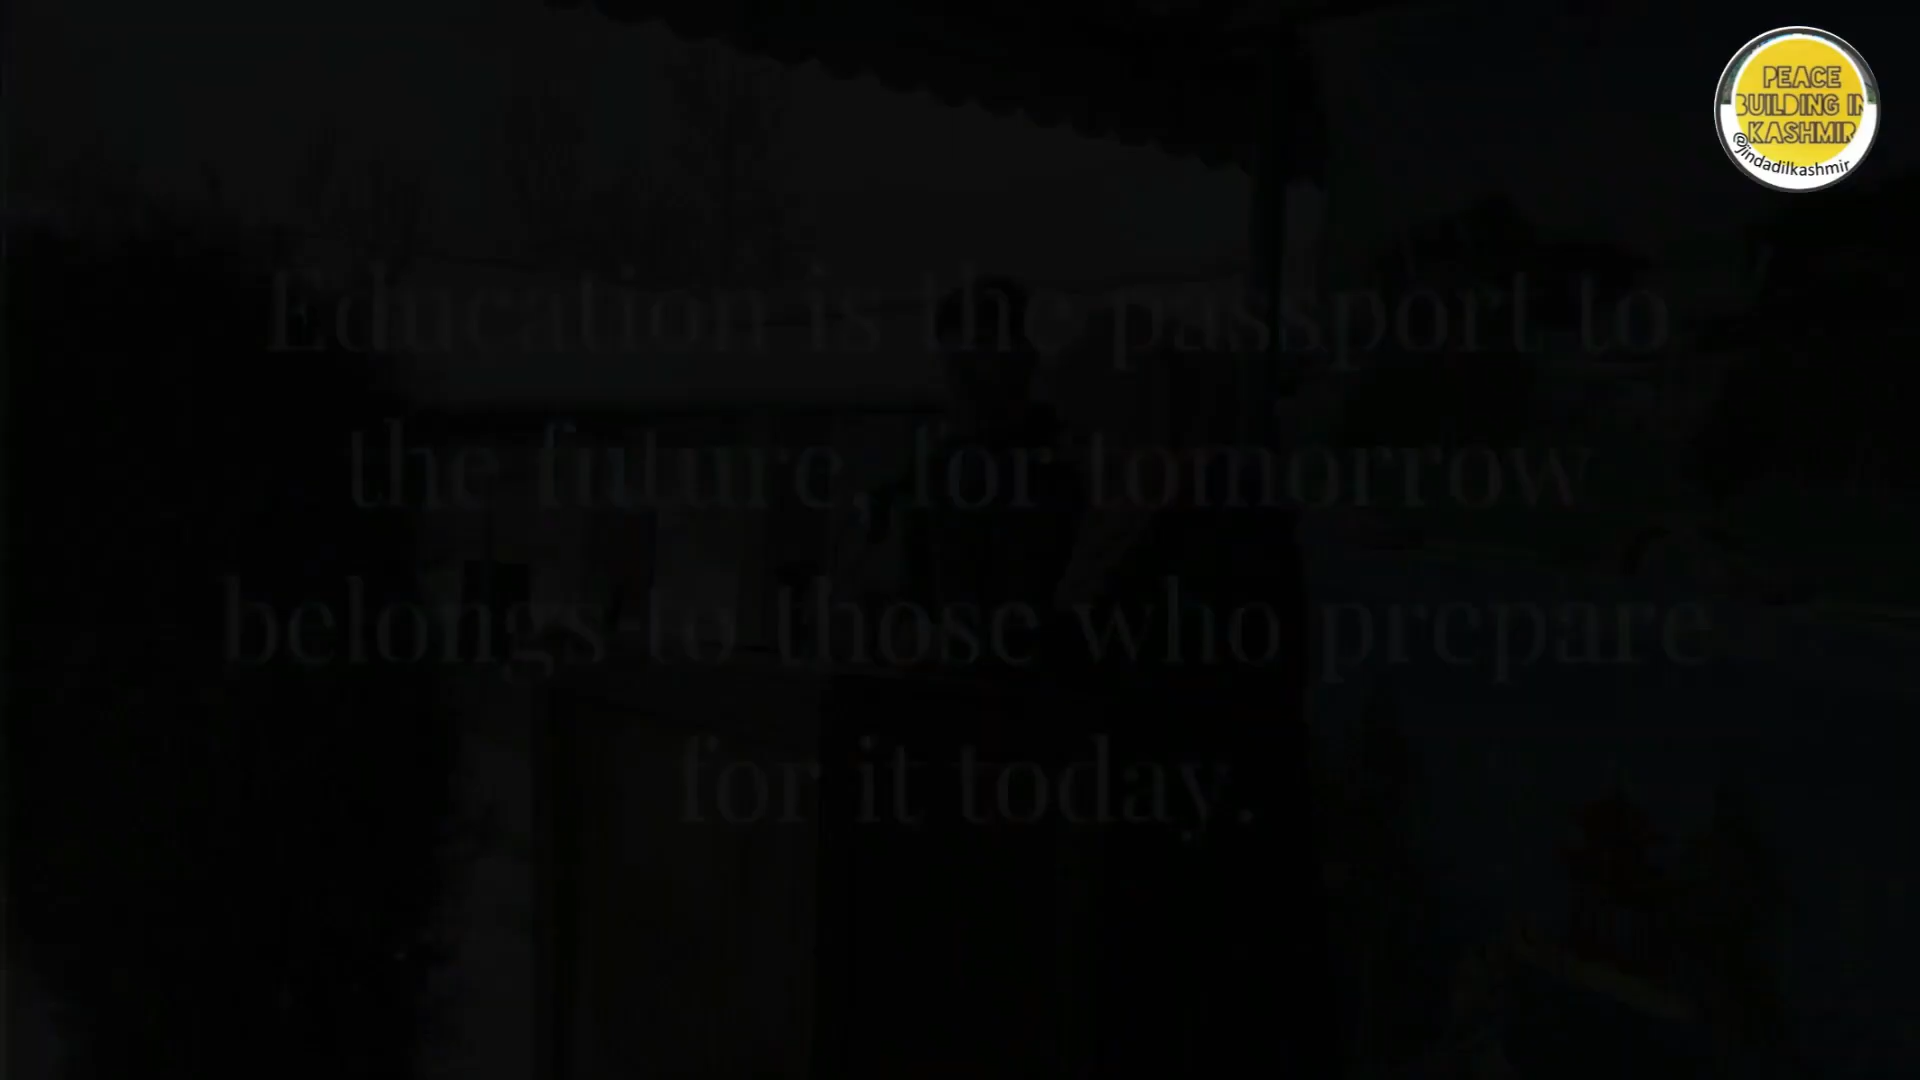 PEACE
BUILDING IN
KASHMIR
@jindadilkashmir
Education is the passport to
the future, for tomorrow
belongs to those who prepare
for it today.